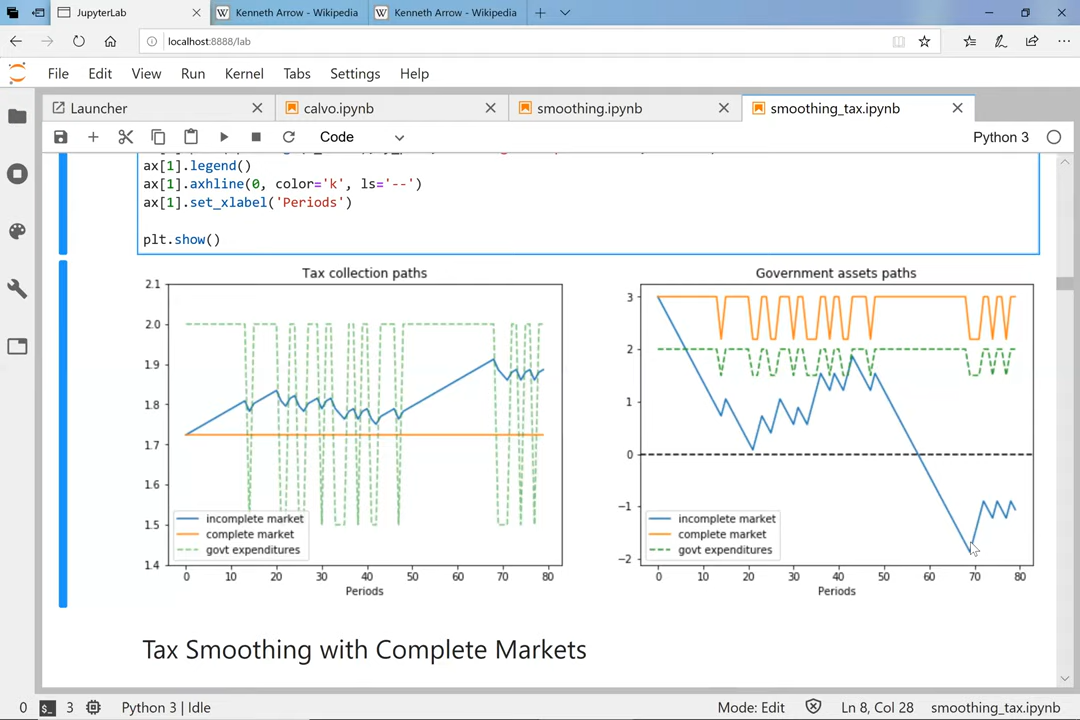 JupyterLab
Kenneth Arrow - Wikipedia
Kenneth Arrow - Wikipedia
localhost:8888/lab
File Edit View Run Kernel Tabs Settings Help
Launcher
calvo.ipynb
smoothing.ipynb
smoothing_tax.ipynb
Code
Python 3
ax[1].legend()
ax[1].axhline(0, color='k', ls='--')
ax[1].set_xlabel('Periods')
plt.show()
Tax collection paths
2.1
2.0
1.9
1.8
1.7
1.6
1.5
1.4
incomplete market
complete market
govt expenditures
0 10 20 30 40 50 60 70 80
Periods
Government assets paths
3
2
1
0
−1
−2
incomplete market
complete market
govt expenditures
0 10 20 30 40 50 60 70 80
Periods
Tax Smoothing with Complete Markets
0 $_ 3 Python 3 | Idle
Mode: Edit Ln 8, Col 28 smoothing_tax.ipynb